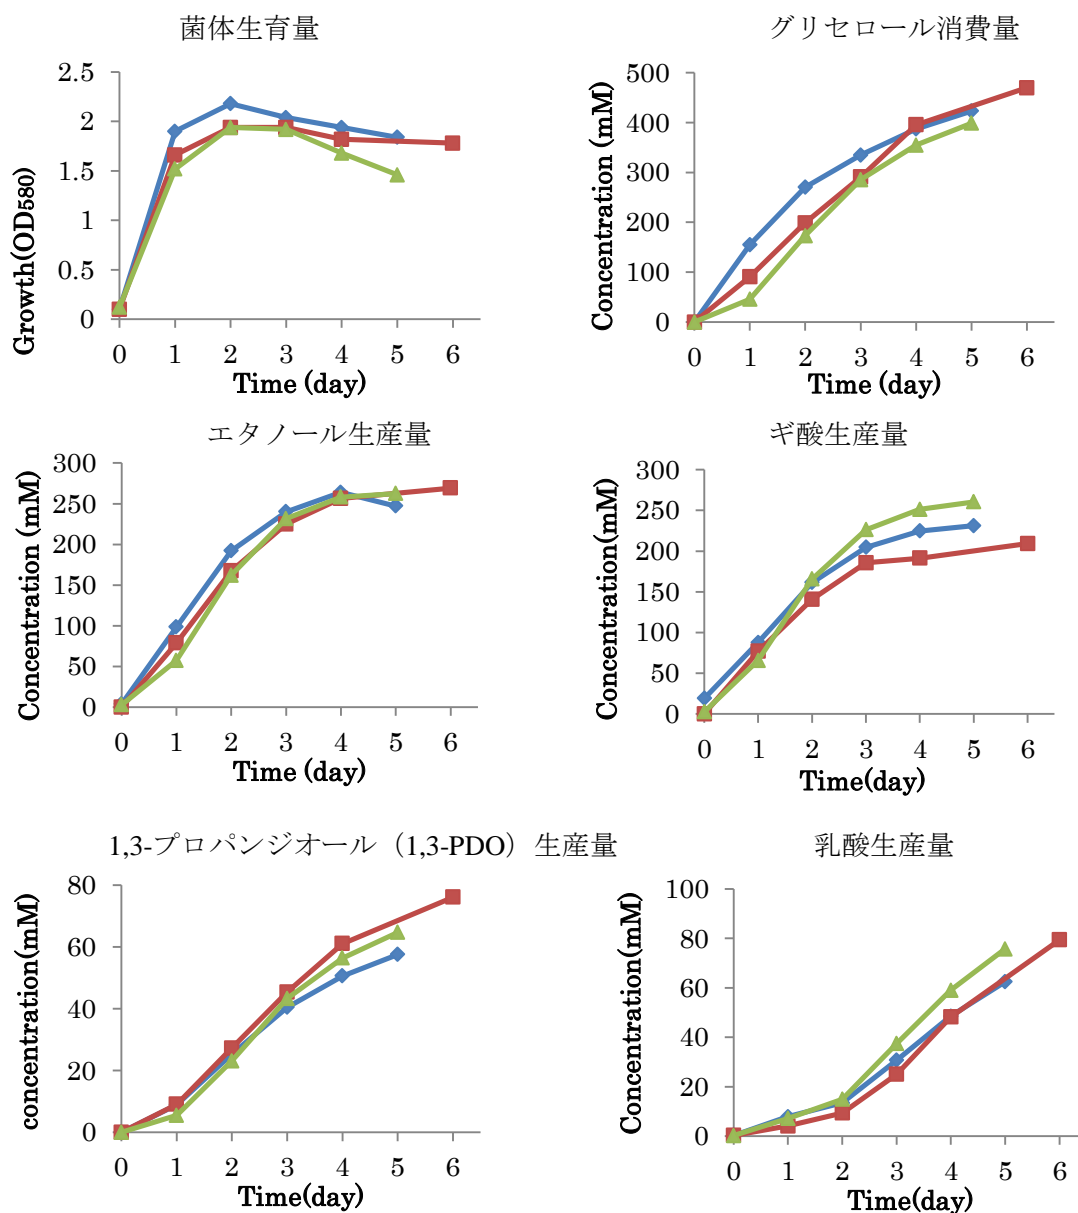 菌体生育量
2.5
2
1.5
1
0.5
0
Growth(OD580)
0 1 2 3 4 5 6
Time (day)
グリセロール消費量
500
400
300
200
100
0
Concentration (mM)
0 1 2 3 4 5 6
Time (day)
エタノール生産量
300
250
200
150
100
50
0
Concentration (mM)
0 1 2 3 4 5 6
Time (day)
ギ酸生産量
300
250
200
150
100
50
0
Concentration(mM)
0 1 2 3 4 5 6
Time(day)
1,3-プロパンジオール（1,3-PDO）生産量
80
60
40
20
0
concentration(mM)
0 1 2 3 4 5 6
Time(day)
乳酸生産量
100
80
60
40
20
0
Concentration(mM)
0 1 2 3 4 5 6
Time(day)